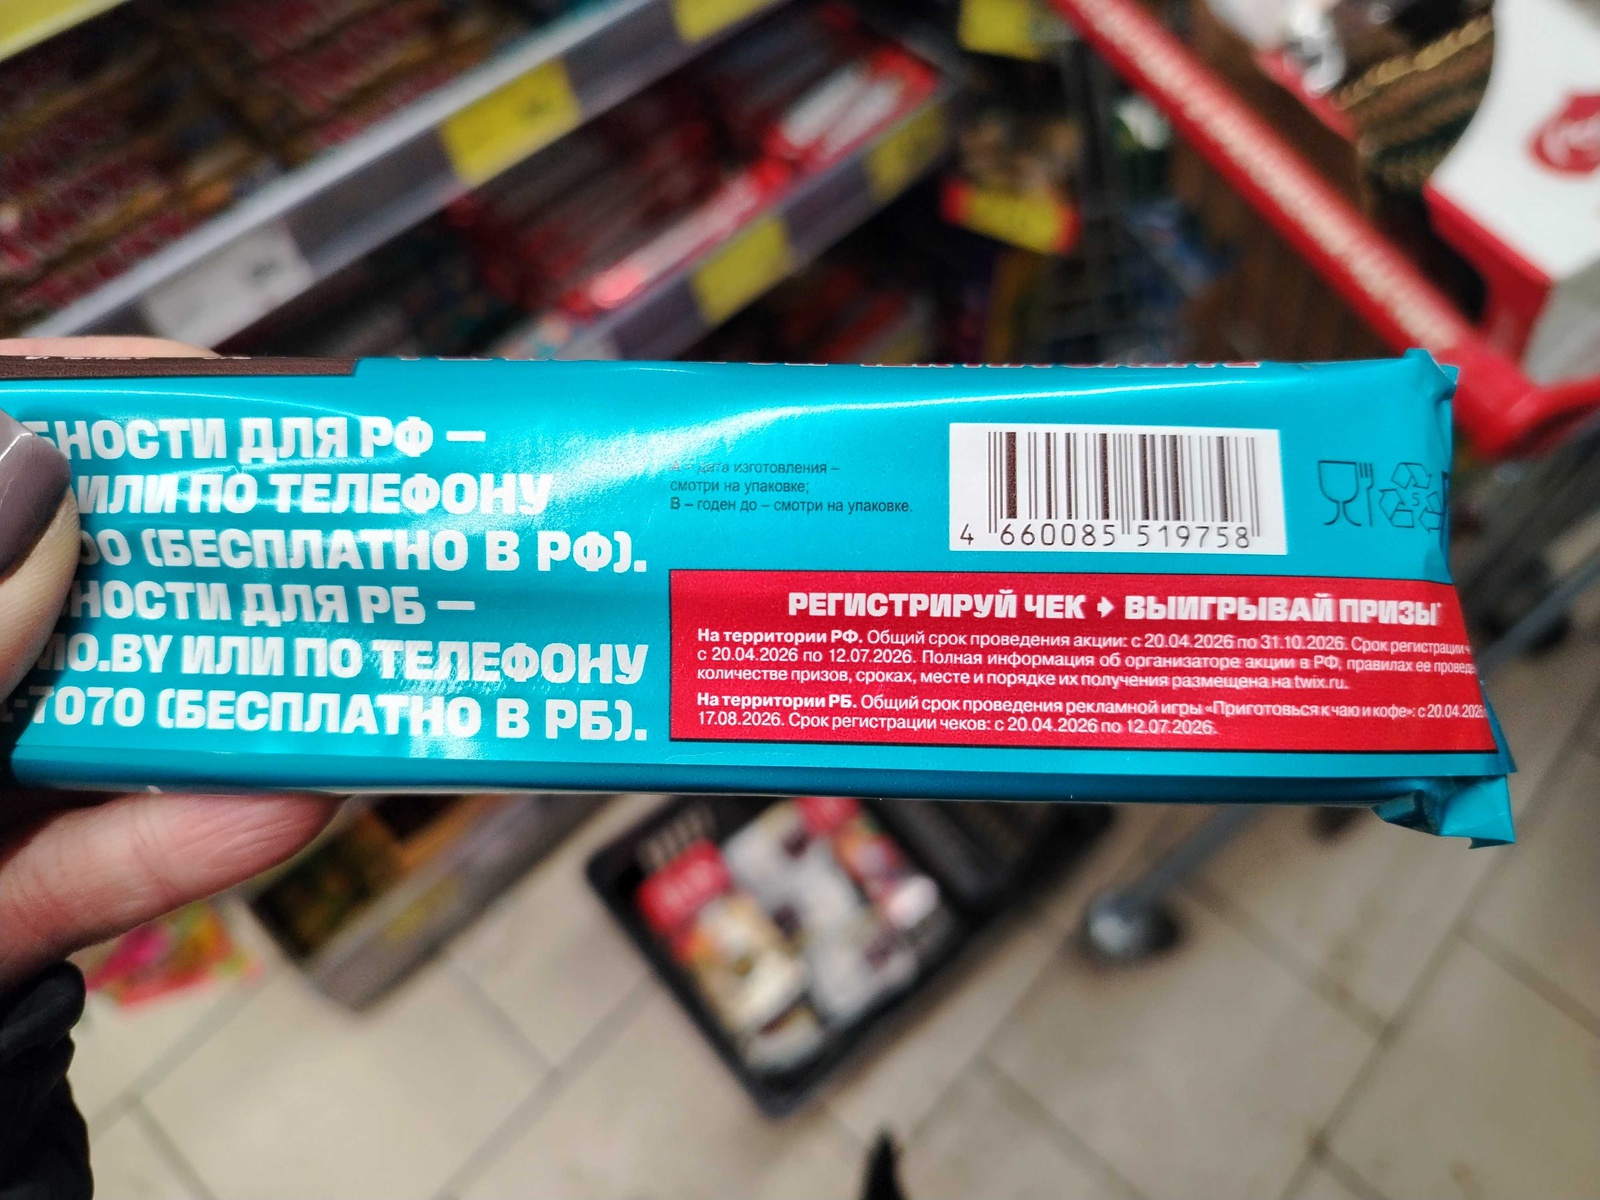 БНОСТИ ДЛЯ РФ –
ИЛИ ПО ТЕЛЕФОНУ
00 (БЕСПЛАТНО В РФ).
НОСТИ ДЛЯ РБ –
MO.BY ИЛИ ПО ТЕЛЕФОНУ
-7070 (БЕСПЛАТНО В РБ).
А – дата изготовления –
смотри на упаковке;
В – годен до – смотри на упаковке.
4 660085 519758
5
РЕГИСТРИРУЙ ЧЕК ➧ ВЫИГРЫВАЙ ПРИЗЫ*
На территории РФ. Общий срок проведения акции: с 20.04.2026 по 31.10.2026. Срок регистрации
с 20.04.2026 по 12.07.2026. Полная информация об организаторе акции в РФ, правилах ее проведе
количестве призов, сроках, месте и порядке их получения размещена на twix.ru.
На территории РБ. Общий срок проведения рекламной игры «Приготовься к чаю и кофе»: с 20.04.2026
17.08.2026. Срок регистрации чеков: с 20.04.2026 по 12.07.2026.